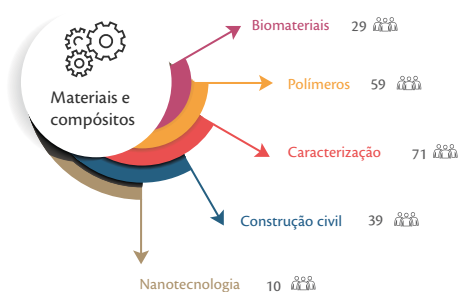 Biomateriais 29
Materiais e
compósitos
Polímeros 59
Caracterização 71
Construção civil 39
Nanotecnologia 10